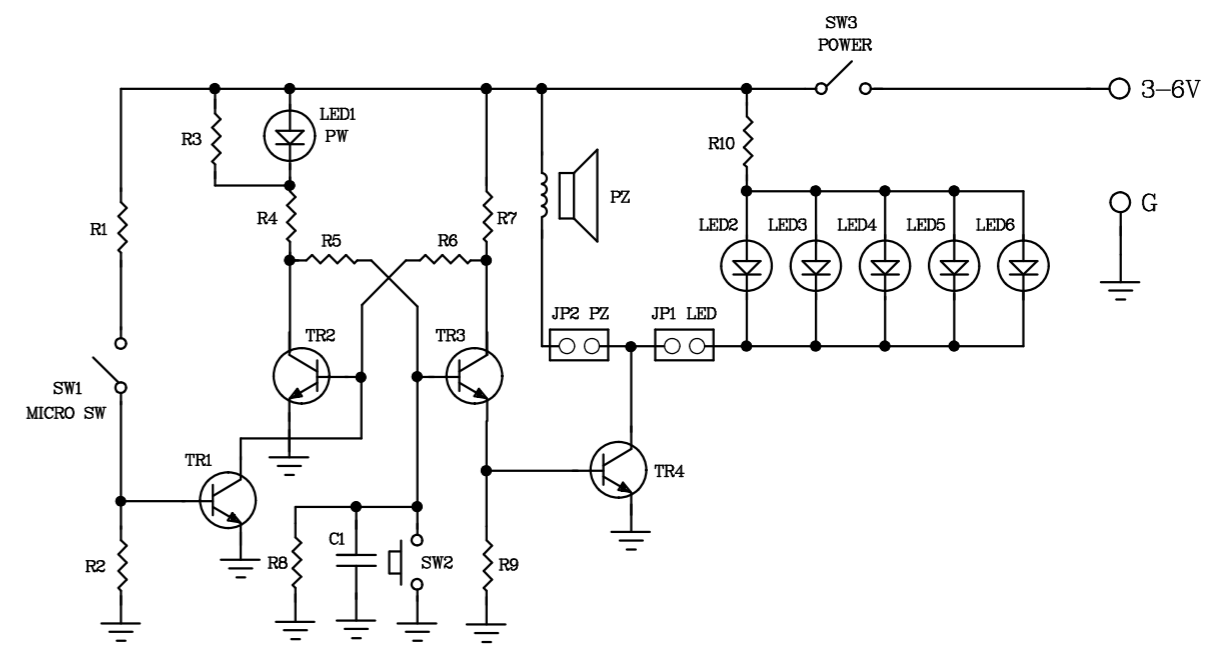 SW3
POWER
3-6V
LED1
PW
R3
R10
R4
PZ
G
R1
R7
R5
R6
LED2
LED3
LED4
LED5
LED6
JP2 PZ
JP1 LED
TR2
TR3
SW1
MICRO SW
TR1
TR4
C1
R2
R8
SW2
R9